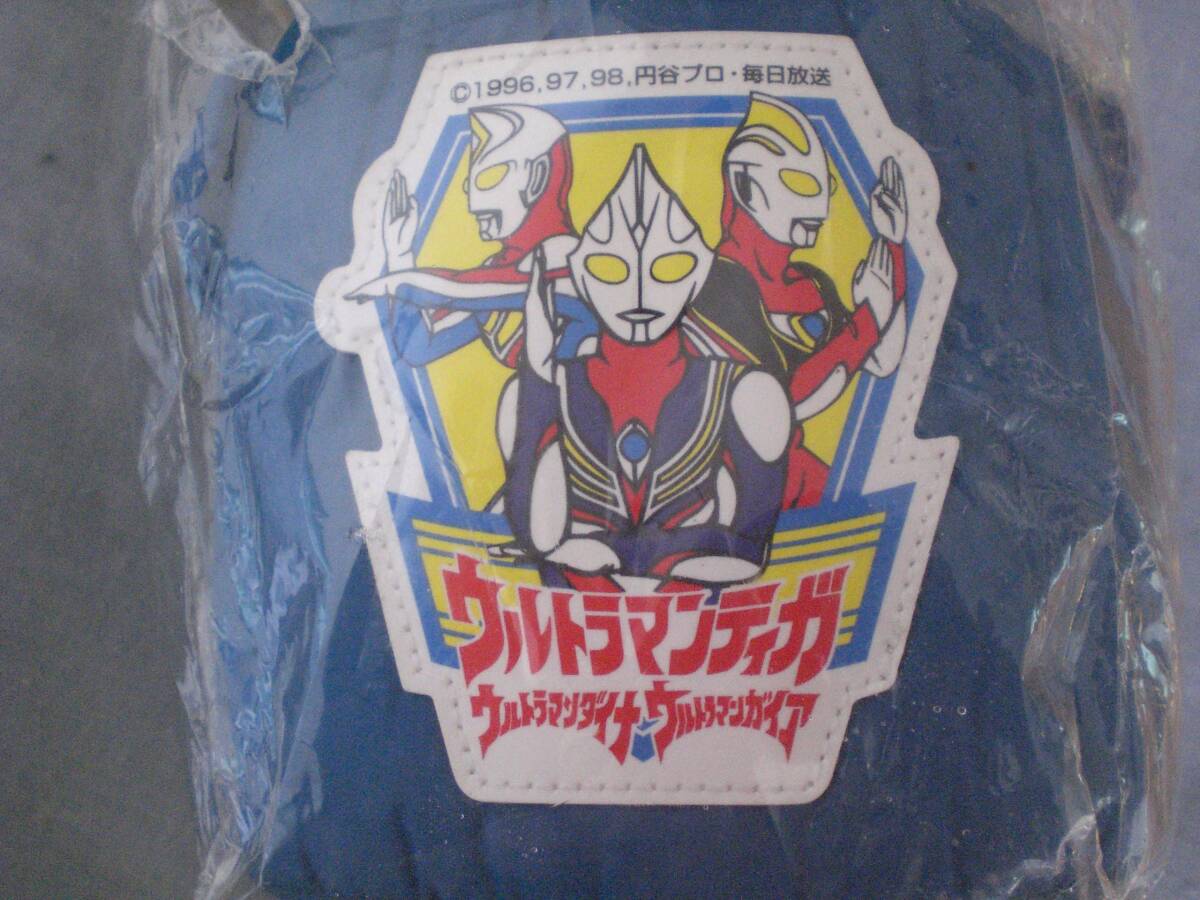 ©1996,97,98,円谷プロ・毎日放送
ウルトラマンティガ
ウルトラマンダイナ・ウルトラマンガイア